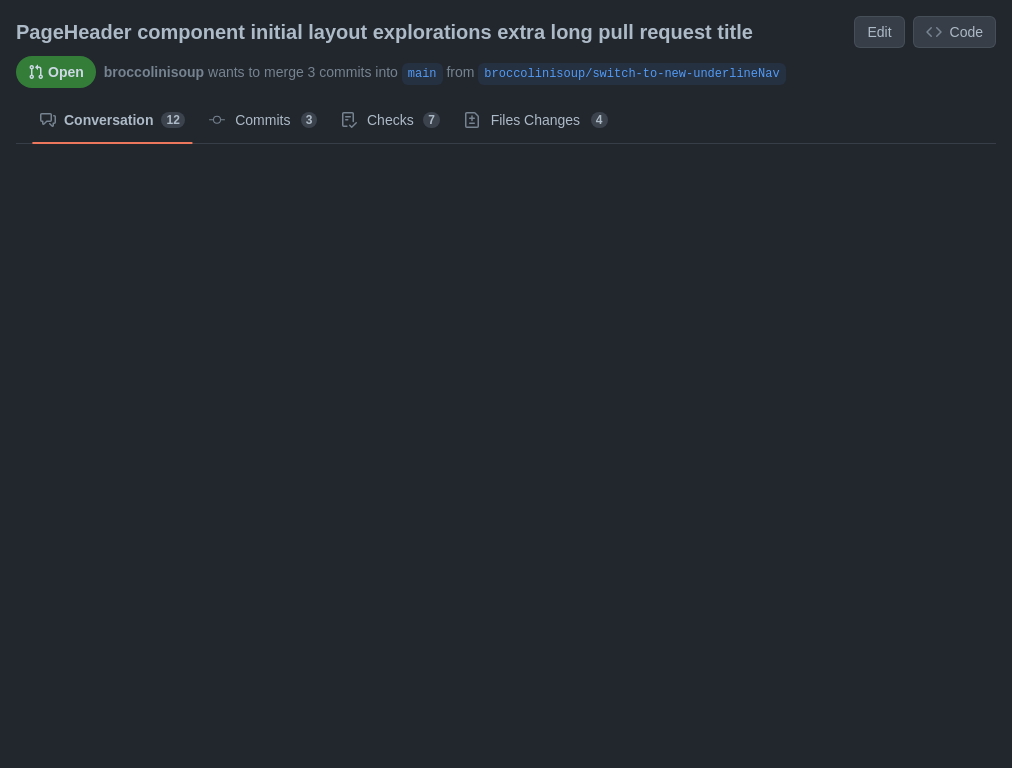 PageHeader component initial layout explorations extra long pull request title Edit Code
Open broccolinisoup wants to merge 3 commits into main from broccolinisoup/switch-to-new-underlineNav
Conversation 12 Commits 3 Checks 7 Files Changes 4